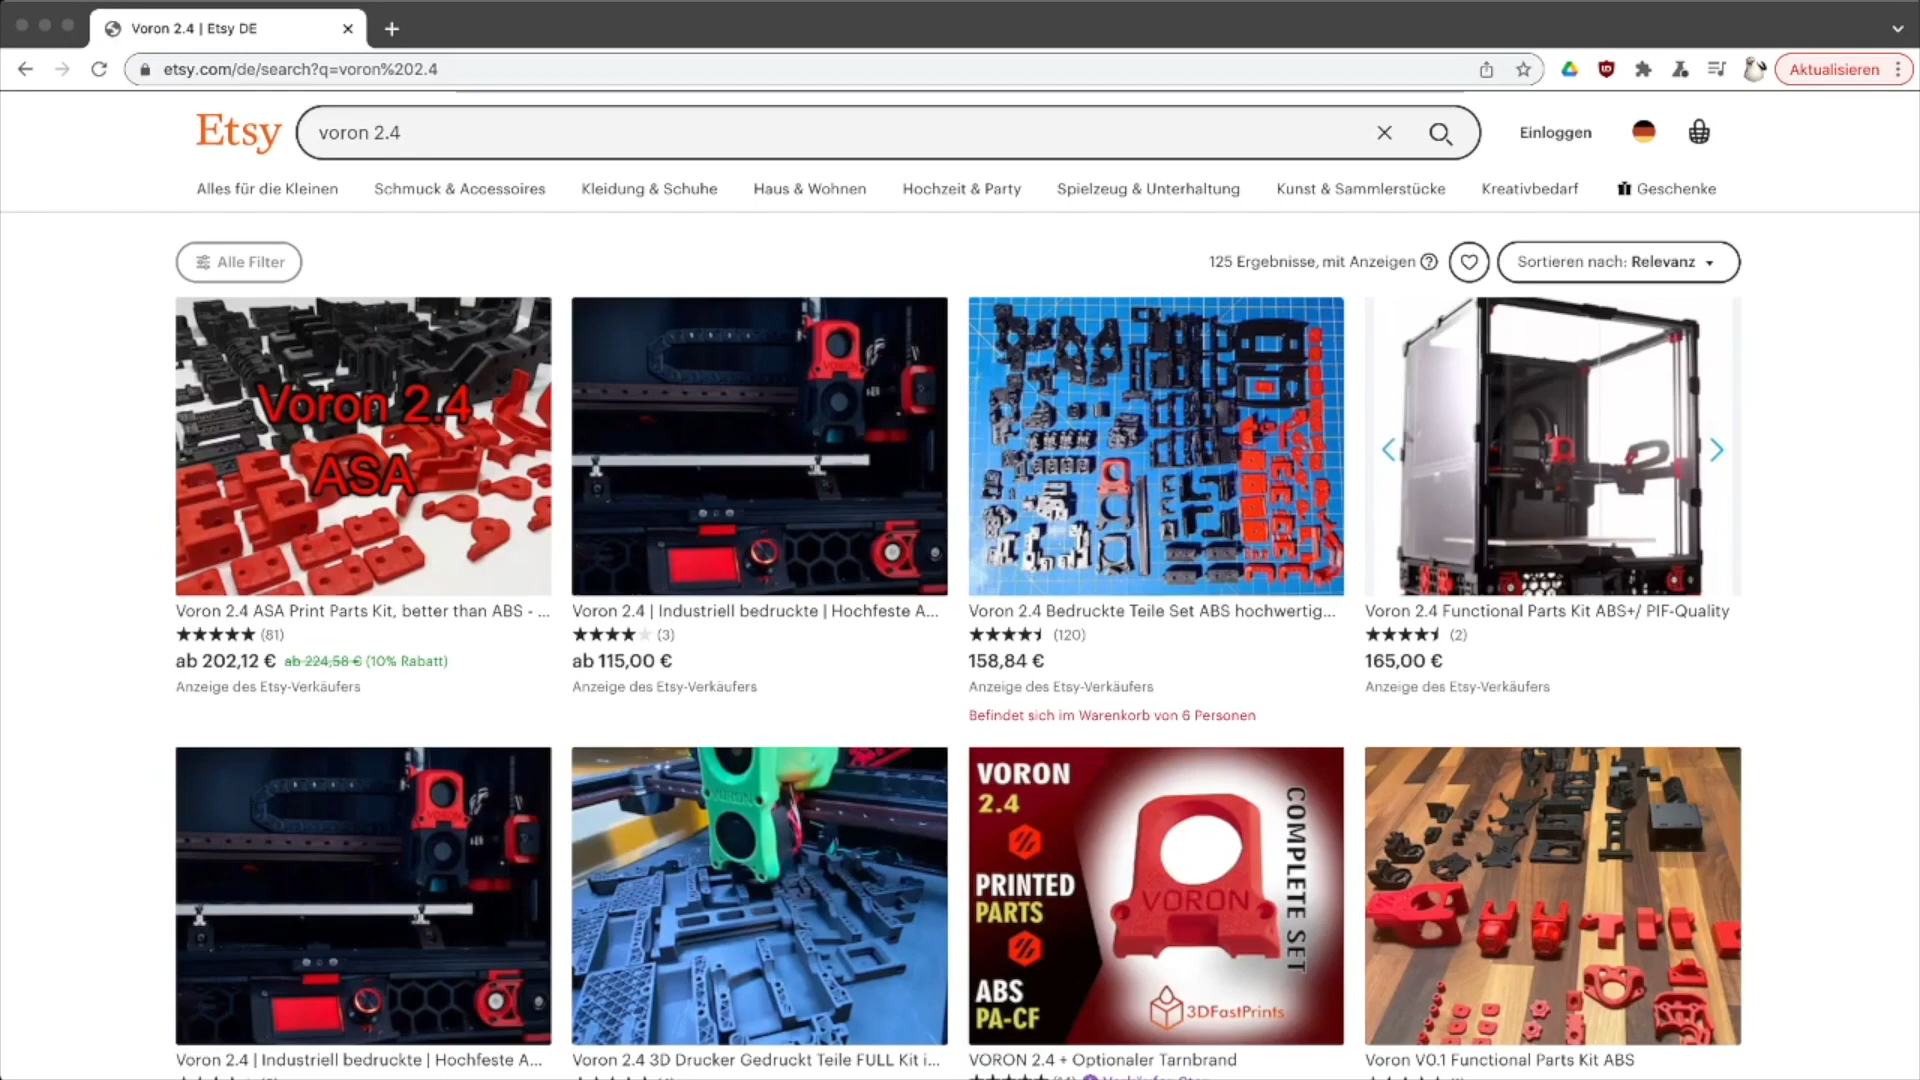 Voron 2.4 | Etsy DE
etsy.com/de/search?q=voron%202.4
Aktualisieren
Etsy
voron 2.4
Einloggen
Alles für die Kleinen
Schmuck & Accessoires
Kleidung & Schuhe
Haus & Wohnen
Hochzeit & Party
Spielzeug & Unterhaltung
Kunst & Sammlerstücke
Kreativbedarf
Geschenke
Alle Filter
125 Ergebnisse, mit Anzeigen
Sortieren nach: Relevanz
Voron 2.4
ASA
VORON
Voron 2.4 ASA Print Parts Kit, better than ABS - ...
(81)
ab 202,12 € ab 224,58 € (10% Rabatt)
Anzeige des Etsy-Verkäufers
Voron 2.4 | Industriell bedruckte | Hochfeste A...
(3)
ab 115,00 €
Anzeige des Etsy-Verkäufers
Voron 2.4 Bedruckte Teile Set ABS hochwertig...
(120)
158,84 €
Anzeige des Etsy-Verkäufers
Befindet sich im Warenkorb von 6 Personen
Voron 2.4 Functional Parts Kit ABS+/ PIF-Quality
(2)
165,00 €
Anzeige des Etsy-Verkäufers
VORON
VORON
VORON
2.4
PRINTED
PARTS
ABS
PA-CF
VORON
COMPLETE SET
3DFastPrints
Voron 2.4 | Industriell bedruckte | Hochfeste A...
Voron 2.4 3D Drucker Gedruckt Teile FULL Kit i...
VORON 2.4 + Optionaler Tarnbrand
Voron V0.1 Functional Parts Kit ABS